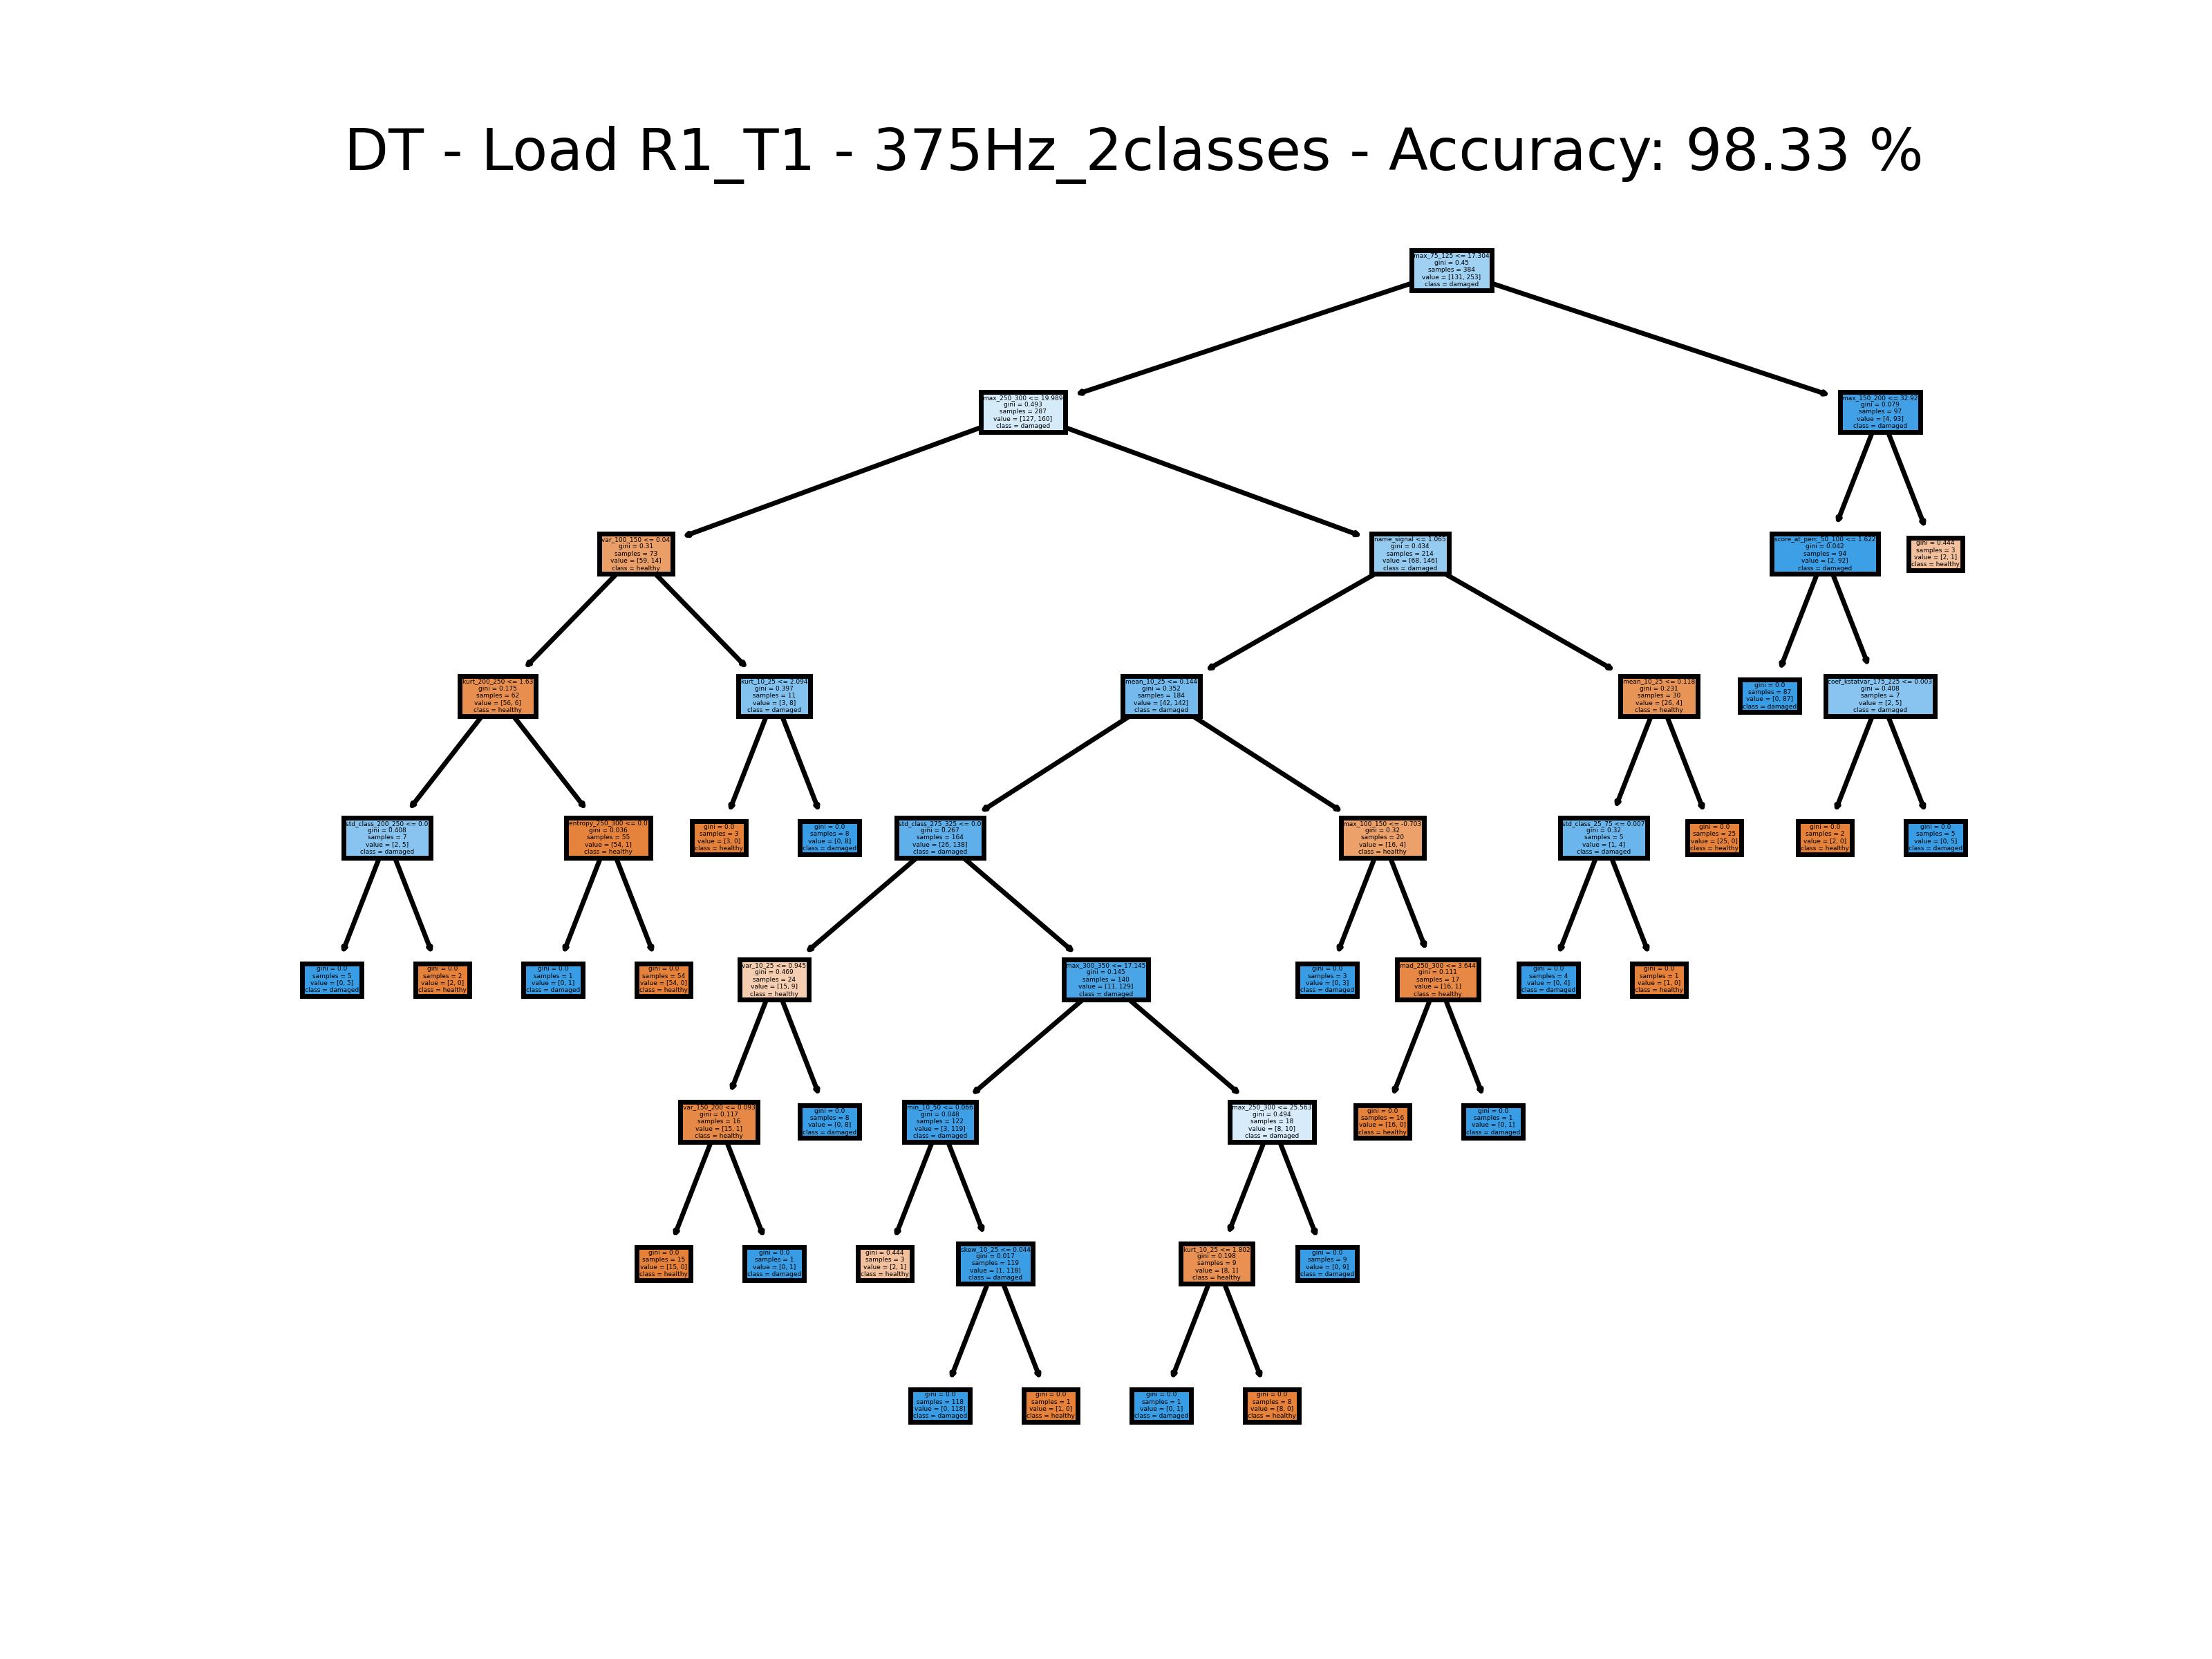 DT - Load R1_T1 - 375Hz_2classes - Accuracy: 98.33 %
max_75_125 <= 17.304
gini = 0.45
samples = 384
value = [131, 253]
class = damaged
max_250_300 <= 19.989
gini = 0.493
samples = 287
value = [127, 160]
class = damaged
max_150_200 <= 32.92
gini = 0.079
samples = 97
value = [4, 93]
class = damaged
var_100_150 <= 0.04
gini = 0.31
samples = 73
value = [59, 14]
class = healthy
name_signal <= 1.065
gini = 0.434
samples = 214
value = [68, 146]
class = damaged
score_at_perc_50_100 <= 1.622
gini = 0.042
samples = 94
value = [2, 92]
class = damaged
gini = 0.444
samples = 3
value = [2, 1]
class = healthy
kurt_200_250 <= 1.63
gini = 0.175
samples = 62
value = [56, 6]
class = healthy
kurt_10_25 <= 2.094
gini = 0.397
samples = 11
value = [3, 8]
class = damaged
mean_10_25 <= 0.144
gini = 0.352
samples = 184
value = [42, 142]
class = damaged
mean_10_25 <= 0.118
gini = 0.231
samples = 30
value = [26, 4]
class = healthy
gini = 0.0
samples = 87
value = [0, 87]
class = damaged
coef_kstatvar_175_225 <= 0.003
gini = 0.408
samples = 7
value = [2, 5]
class = damaged
std_class_200_250 <= 0.0
gini = 0.408
samples = 7
value = [2, 5]
class = damaged
entropy_250_300 <= 0.0
gini = 0.036
samples = 55
value = [54, 1]
class = healthy
gini = 0.0
samples = 3
value = [3, 0]
class = healthy
gini = 0.0
samples = 8
value = [0, 8]
class = damaged
std_class_275_325 <= 0.0
gini = 0.267
samples = 164
value = [26, 138]
class = damaged
max_100_150 <= -0.703
gini = 0.32
samples = 20
value = [16, 4]
class = healthy
std_class_25_75 <= 0.007
gini = 0.32
samples = 5
value = [1, 4]
class = damaged
gini = 0.0
samples = 25
value = [25, 0]
class = healthy
gini = 0.0
samples = 2
value = [2, 0]
class = healthy
gini = 0.0
samples = 5
value = [0, 5]
class = damaged
gini = 0.0
samples = 5
value = [0, 5]
class = damaged
gini = 0.0
samples = 2
value = [2, 0]
class = healthy
gini = 0.0
samples = 1
value = [0, 1]
class = damaged
gini = 0.0
samples = 54
value = [54, 0]
class = healthy
var_10_25 <= 0.945
gini = 0.469
samples = 24
value = [15, 9]
class = healthy
max_300_350 <= 17.145
gini = 0.145
samples = 140
value = [11, 129]
class = damaged
gini = 0.0
samples = 3
value = [0, 3]
class = damaged
mad_250_300 <= 3.644
gini = 0.111
samples = 17
value = [16, 1]
class = healthy
gini = 0.0
samples = 4
value = [0, 4]
class = damaged
gini = 0.0
samples = 1
value = [1, 0]
class = healthy
var_150_200 <= 0.093
gini = 0.117
samples = 16
value = [15, 1]
class = healthy
gini = 0.0
samples = 8
value = [0, 8]
class = damaged
min_10_50 <= 0.066
gini = 0.048
samples = 122
value = [3, 119]
class = damaged
max_250_300 <= 25.563
gini = 0.494
samples = 18
value = [8, 10]
class = damaged
gini = 0.0
samples = 16
value = [16, 0]
class = healthy
gini = 0.0
samples = 1
value = [0, 1]
class = damaged
gini = 0.0
samples = 15
value = [15, 0]
class = healthy
gini = 0.0
samples = 1
value = [0, 1]
class = damaged
gini = 0.444
samples = 3
value = [2, 1]
class = healthy
skew_10_25 <= 0.044
gini = 0.017
samples = 119
value = [1, 118]
class = damaged
kurt_10_25 <= 1.802
gini = 0.198
samples = 9
value = [8, 1]
class = healthy
gini = 0.0
samples = 9
value = [0, 9]
class = damaged
gini = 0.0
samples = 118
value = [0, 118]
class = damaged
gini = 0.0
samples = 1
value = [1, 0]
class = healthy
gini = 0.0
samples = 1
value = [0, 1]
class = damaged
gini = 0.0
samples = 8
value = [8, 0]
class = healthy